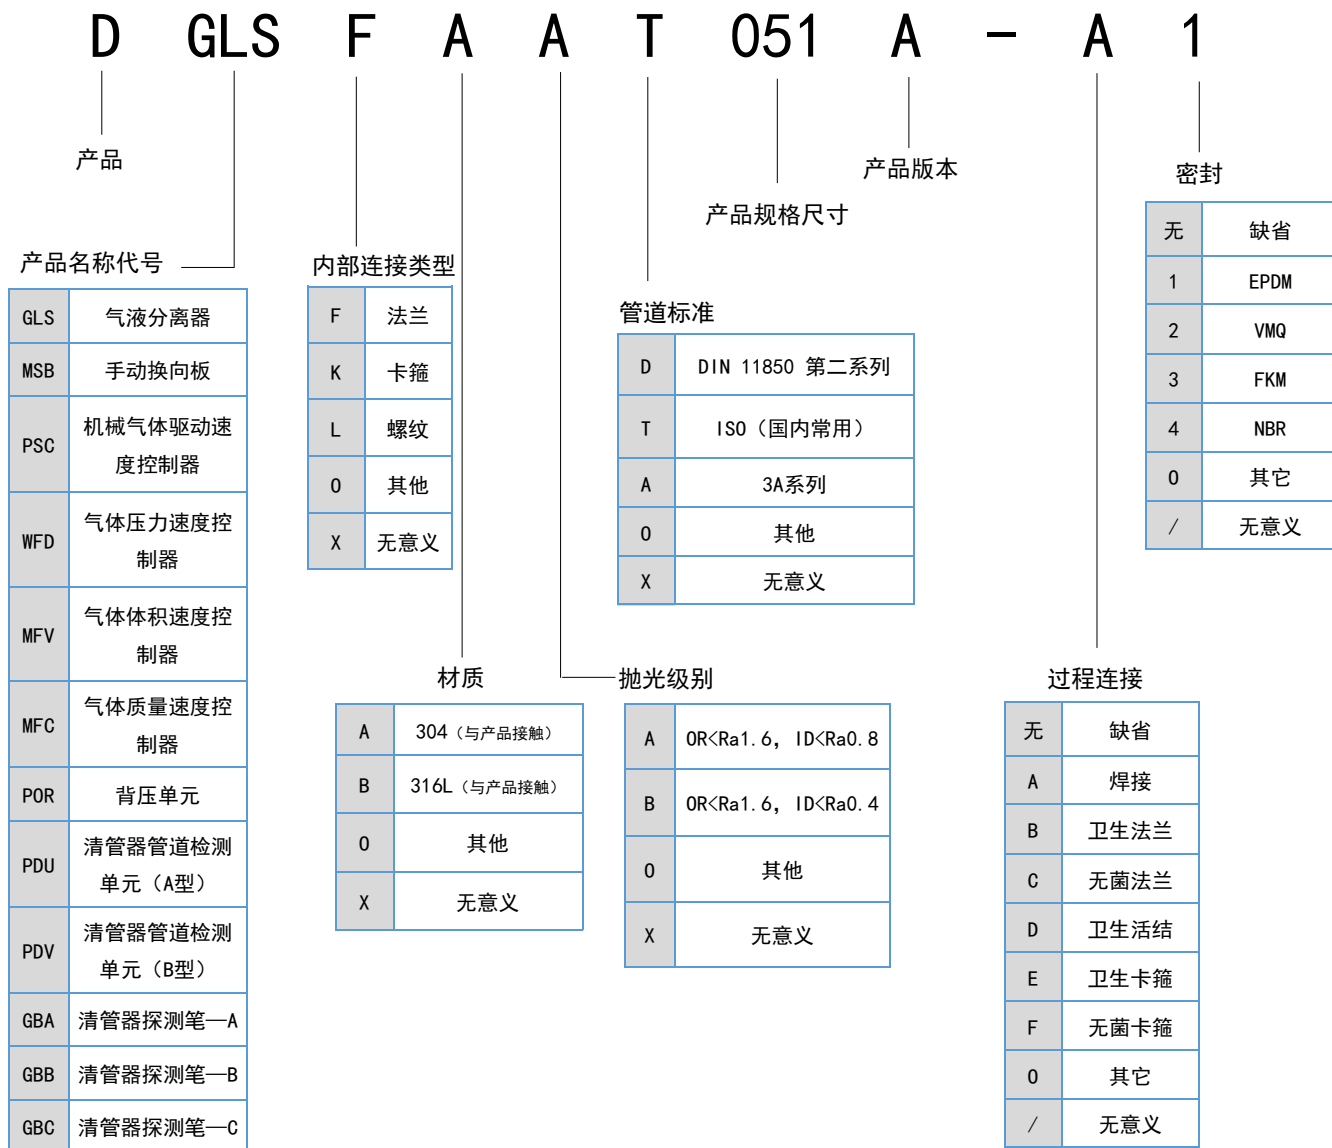 D GLS F A A T 051 A - A 1
产品
产品版本
密封
产品规格尺寸
产品名称代号
GLS 气液分离器
MSB 手动换向板
PSC 机械气体驱动速
度控制器
WFD 气体压力速度控
制器
MFV 气体体积速度控
制器
MFC 气体质量速度控
制器
POR 背压单元
PDU 清管器管道检测
单元（A型）
PDV 清管器管道检测
单元（B型）
GBA 清管器探测笔—A
GBB 清管器探测笔—B
GBC 清管器探测笔—C
内部连接类型
F 法兰
K 卡箍
L 螺纹
O 其他
X 无意义
管道标准
D DIN 11850 第二系列
T ISO（国内常用）
A 3A系列
O 其他
X 无意义
无 缺省
1 EPDM
2 VMQ
3 FKM
4 NBR
0 其它
/ 无意义
材质
A 304（与产品接触）
B 316L（与产品接触）
O 其他
X 无意义
抛光级别
A OR<Ra1.6，ID<Ra0.8
B OR<Ra1.6，ID<Ra0.4
O 其他
X 无意义
过程连接
无 缺省
A 焊接
B 卫生法兰
C 无菌法兰
D 卫生活结
E 卫生卡箍
F 无菌卡箍
0 其它
/ 无意义